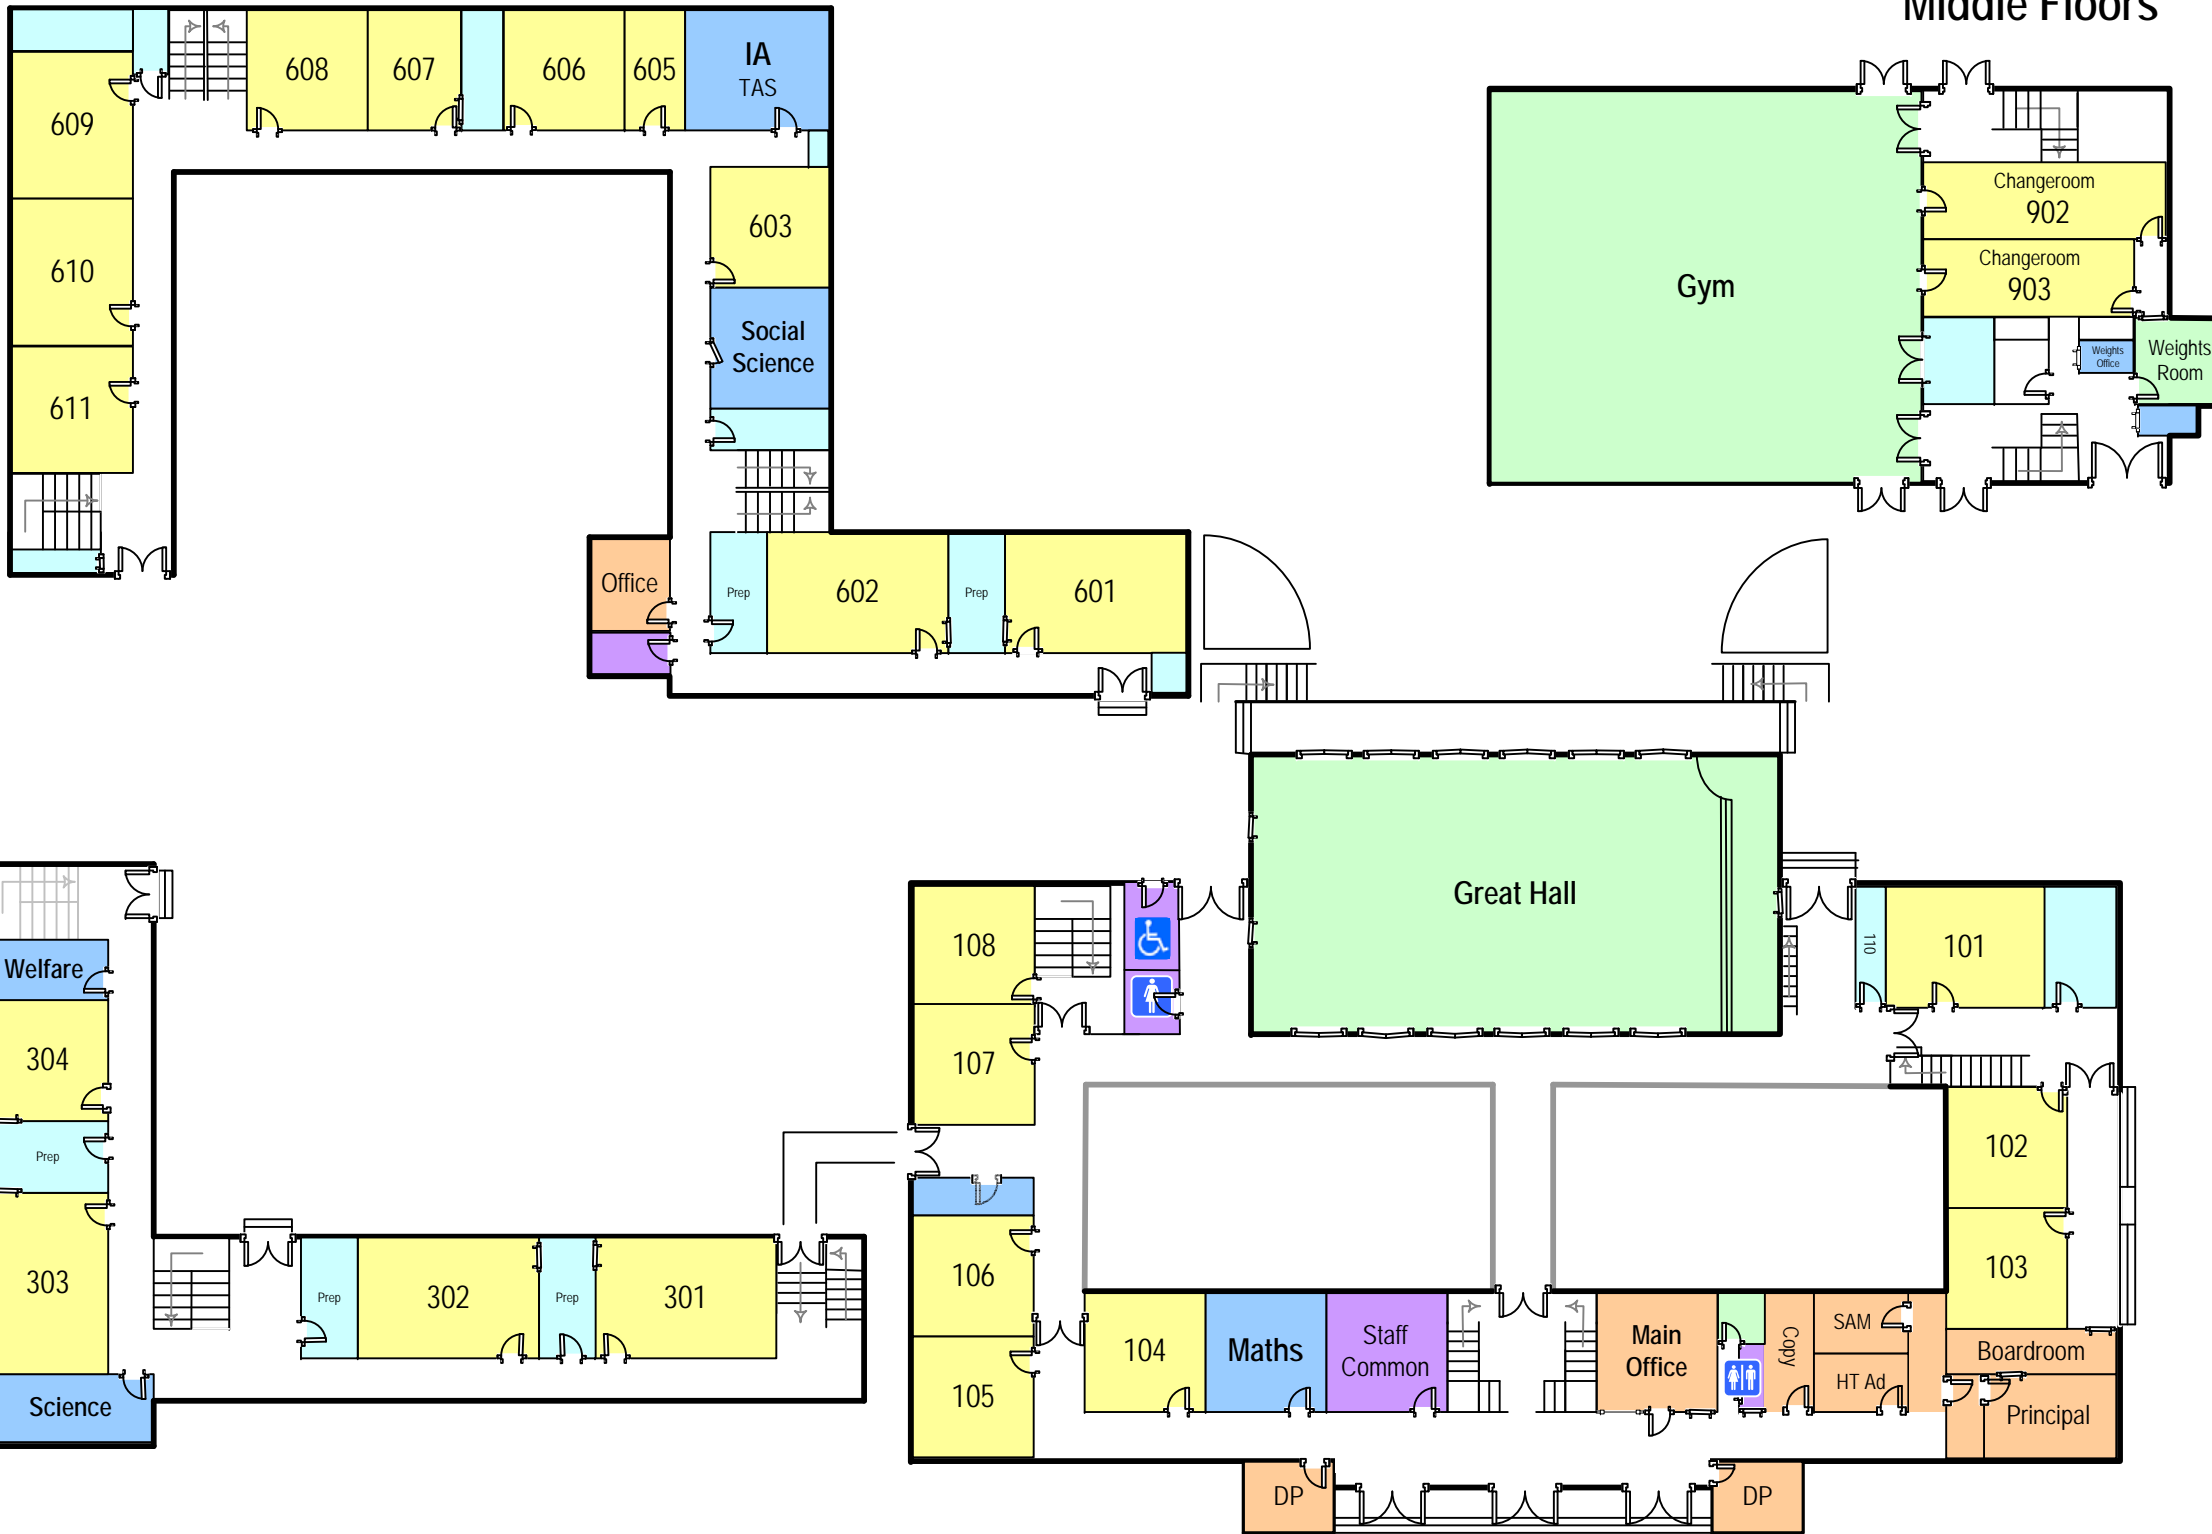 Middle Floors
608
607
606
605
IA
TAS
609
610
611
603
Social
Science
Office
Prep
602
Prep
601
Gym
Changeroom
902
Changeroom
903
Weights
Office
Weights
Room
Great Hall
Welfare
304
Prep
303
Science
Prep
302
Prep
301
108
107
106
105
104
Maths
Staff
Common
Main
Office
Copy
SAM
HT Ad
Boardroom
Principal
110
101
102
103
DP
DP